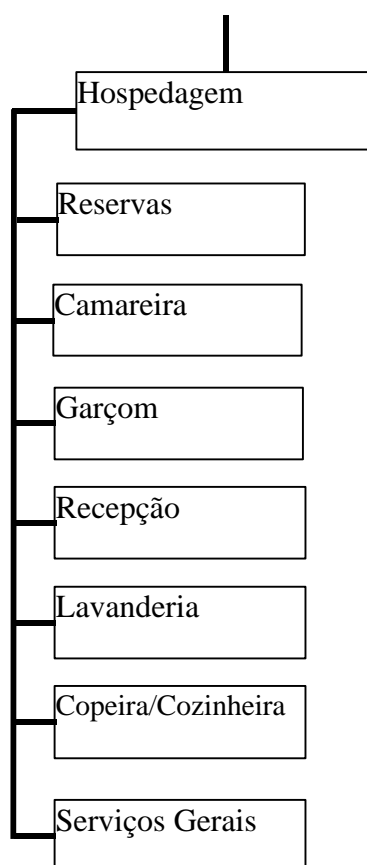 Hospedagem
Reservas
Camareira
Garçom
Recepção
Lavanderia
Copeira/Cozinheira
Serviços Gerais